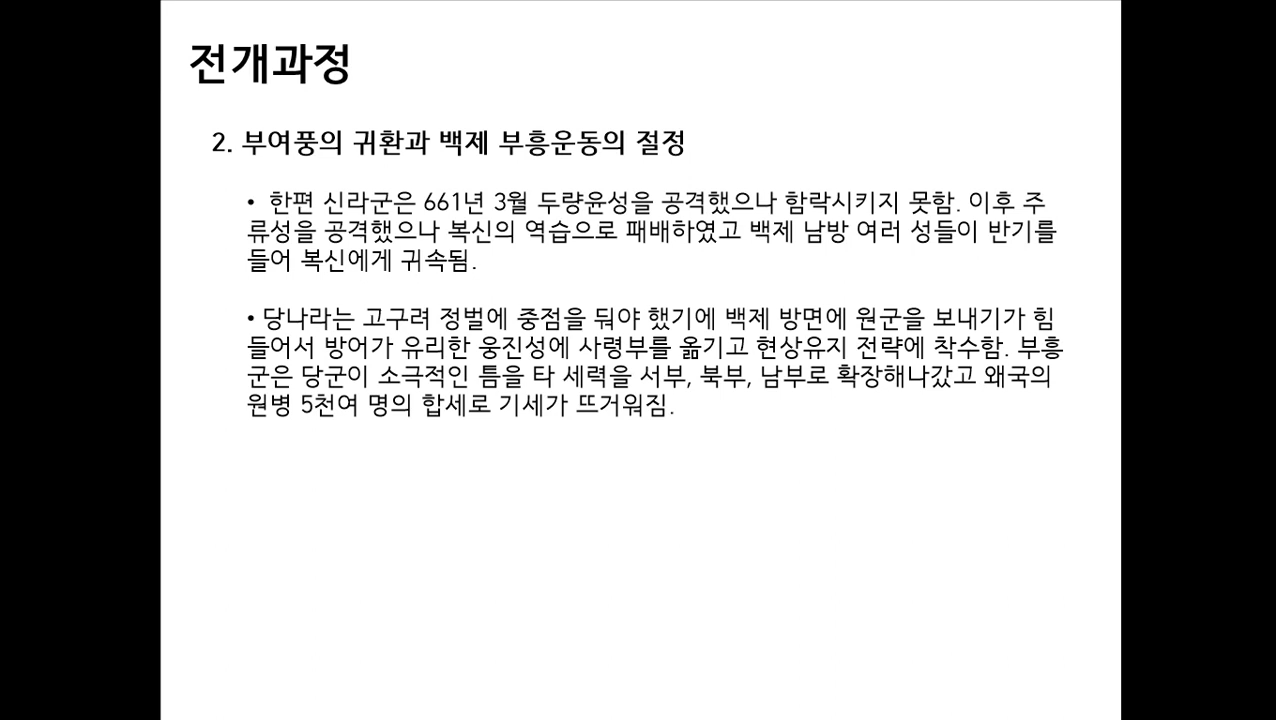 전개과정
2. 부여풍의 귀환과 백제 부흥운동의 절정
• 한편 신라군은 661년 3월 두량윤성을 공격했으나 함락시키지 못함. 이후 주
류성을 공격했으나 복신의 역습으로 패배하였고 백제 남방 여러 성들이 반기를
들어 복신에게 귀속됨.
• 당나라는 고구려 정벌에 중점을 둬야 했기에 백제 방면에 원군을 보내기가 힘
들어서 방어가 유리한 웅진성에 사령부를 옮기고 현상유지 전략에 착수함. 부흥
군은 당군이 소극적인 틈을 타 세력을 서부, 북부, 남부로 확장해나갔고 왜국의
원병 5천여 명의 합세로 기세가 뜨거워짐.